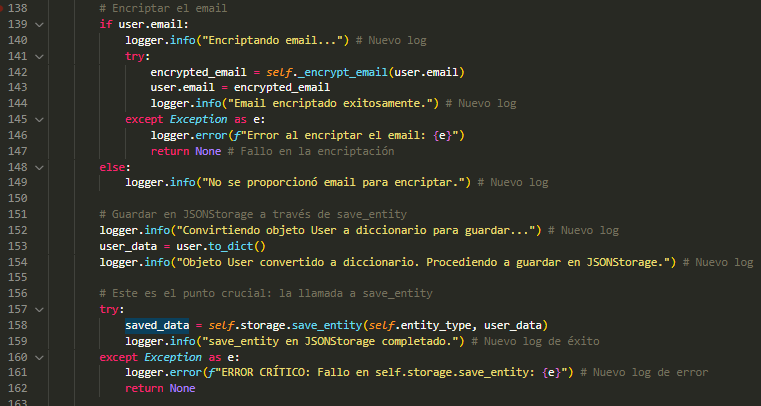 138 # Encriptar el email
139 if user.email:
140 logger.info("Encriptando email...") # Nuevo log
141 try:
142 encrypted_email = self._encrypt_email(user.email)
143 user.email = encrypted_email
144 logger.info("Email encriptado exitosamente.") # Nuevo log
145 except Exception as e:
146 logger.error(f"Error al encriptar el email: {e}")
147 return None # Fallo en la encriptación
148 else:
149 logger.info("No se proporcionó email para encriptar.") # Nuevo log
150
151 # Guardar en JSONStorage a través de save_entity
152 logger.info("Convirtiendo objeto User a diccionario para guardar...") # Nuevo log
153 user_data = user.to_dict()
154 logger.info("Objeto User convertido a diccionario. Procediendo a guardar en JSONStorage.") # Nuevo log
155
156 # Este es el punto crucial: la llamada a save_entity
157 try:
158 saved_data = self.storage.save_entity(self.entity_type, user_data)
159 logger.info("save_entity en JSONStorage completado.") # Nuevo log de éxito
160 except Exception as e:
161 logger.error(f"ERROR CRÍTICO: Fallo en self.storage.save_entity: {e}") # Nuevo log de error
162 return None
163